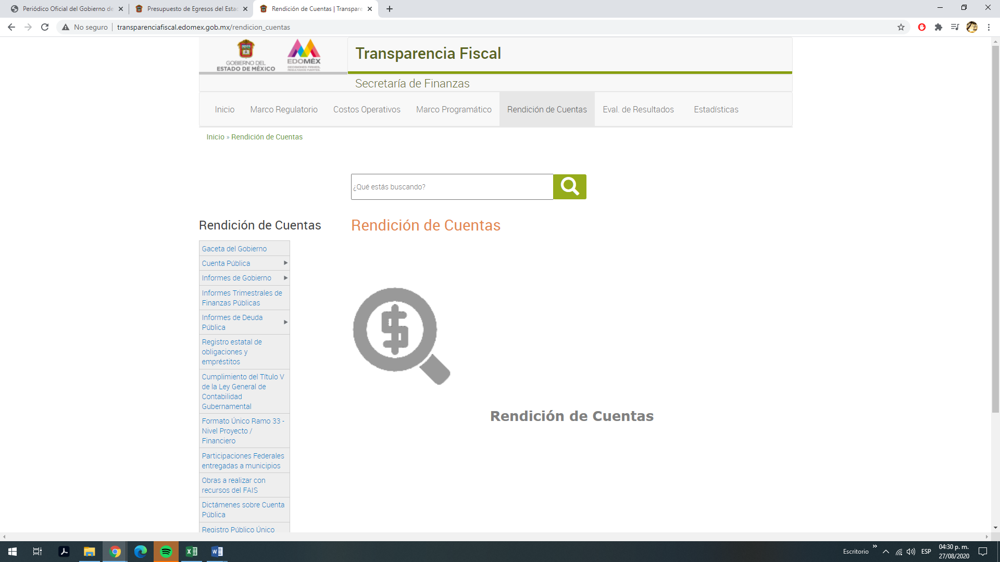 Periódico Oficial del Gobierno de
Presupuesto de Egresos del Estad
Rendición de Cuentas | Transpare
No seguro
transparenciafiscal.edomex.gob.mx/rendicion_cuentas
GOBIERNO DEL
ESTADO DE MÉXICO
EDOMÉX
DECISIONES FIRMES,
RESULTADOS FUERTES.
Transparencia Fiscal
Secretaría de Finanzas
Inicio
Marco Regulatorio
Costos Operativos
Marco Programático
Rendición de Cuentas
Eval. de Resultados
Estadísticas
Inicio » Rendición de Cuentas
¿Qué estás buscando?
Rendición de Cuentas
Gaceta del Gobierno
Cuenta Pública
Informes de Gobierno
Informes Trimestrales de
Finanzas Públicas
Informes de Deuda
Pública
Registro estatal de
obligaciones y
empréstitos
Cumplimiento del Título V
de la Ley General de
Contabilidad
Gubernamental
Formato Único Ramo 33 -
Nivel Proyecto /
Financiero
Participaciones Federales
entregadas a municipios
Obras a realizar con
recursos del FAIS
Dictámenes sobre Cuenta
Pública
Registro Público Único
Rendición de Cuentas
$
Rendición de Cuentas
Escritorio
ESP
04:30 p. m.
27/08/2020